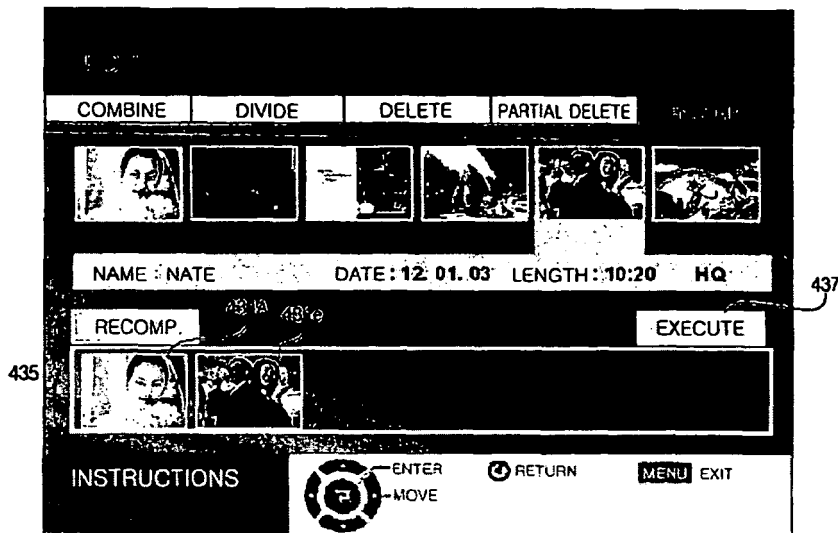 COMBINE DIVIDE DELETE PARTIAL DELETE
NAME : NATE DATE : 12. 01. 03 LENGTH : 10:20 HQ
437
RECOMP. EXECUTE
435
INSTRUCTIONS ENTER RETURN MENU EXIT
MOVE